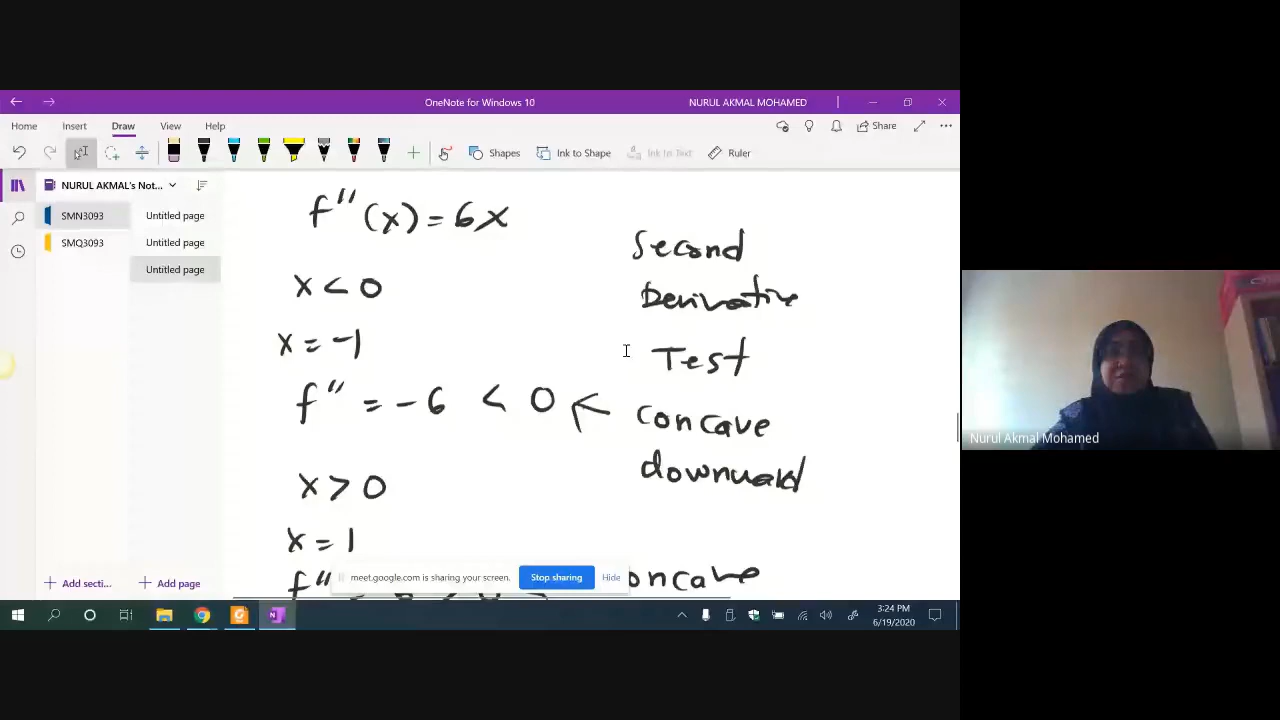 OneNote for Windows 10
NURUL AKMAL MOHAMED
Home Insert Draw View Help
Share
Shapes Ink to Shape Ink to Text Ruler
NURUL AKMAL's Not...
SMN3093
SMQ3093
Untitled page
Untitled page
Untitled page
Add secti...
Add page
f"(x) = 6x
x < 0
x = -1
f" = -6 < 0 ←
Second
Derivative
Test
concave
downward
x > 0
x = 1
f"
oncave
meet.google.com is sharing your screen. Stop sharing Hide
3:24 PM
6/19/2020
Nurul Akmal Mohamed